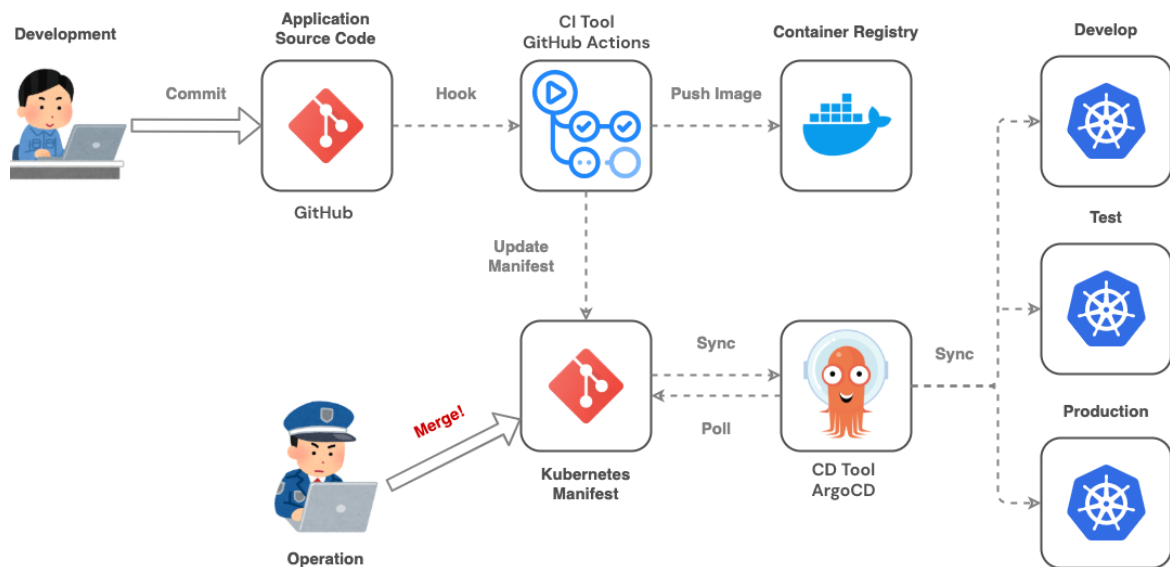 Development
Application
Source Code
CI Tool
GitHub Actions
Container Registry
Develop
Commit
Hook
Push Image
GitHub
Test
Update
Manifest
Sync
Sync
Poll
Merge!
Production
Kubernetes
Manifest
CD Tool
ArgoCD
Operation